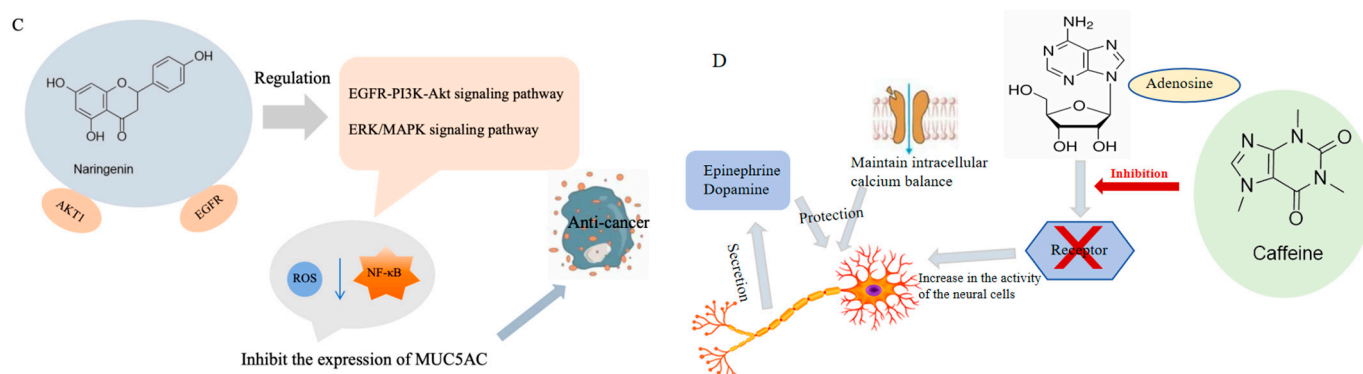 C
OH
HO
O
OH
O
Naringenin
AKT1
EGFR
Regulation
EGFR-PI3K-Akt signaling pathway
ERK/MAPK signaling pathway
ROS
NF-κB
Inhibit the expression of MUC5AC
Anti-cancer
D
Epinephrine
Dopamine
Secretion
Protection
Maintain intracellular
calcium balance
Increase in the activity
of the neural cells
NH2
N
N
N
N
HO
O
OH
OH
Adenosine
Inhibition
Receptor
N
N
N
N
O
O
Caffeine